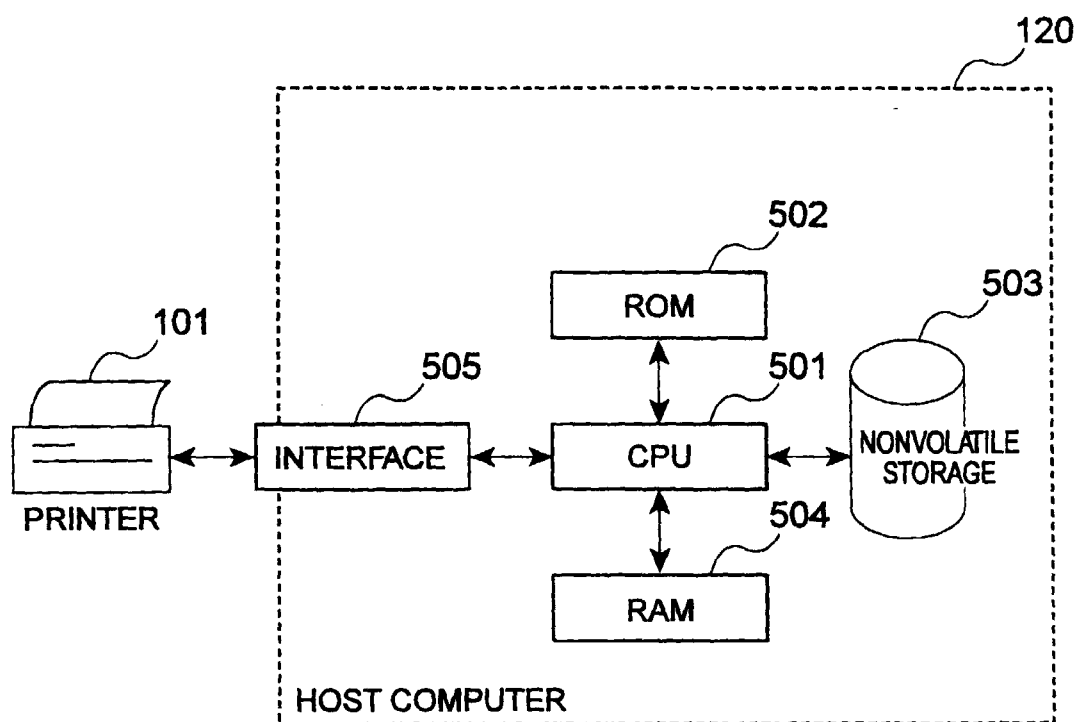 120
502
ROM
503
101
505
501
INTERFACE
CPU
NONVOLATILE
STORAGE
PRINTER
504
RAM
HOST COMPUTER